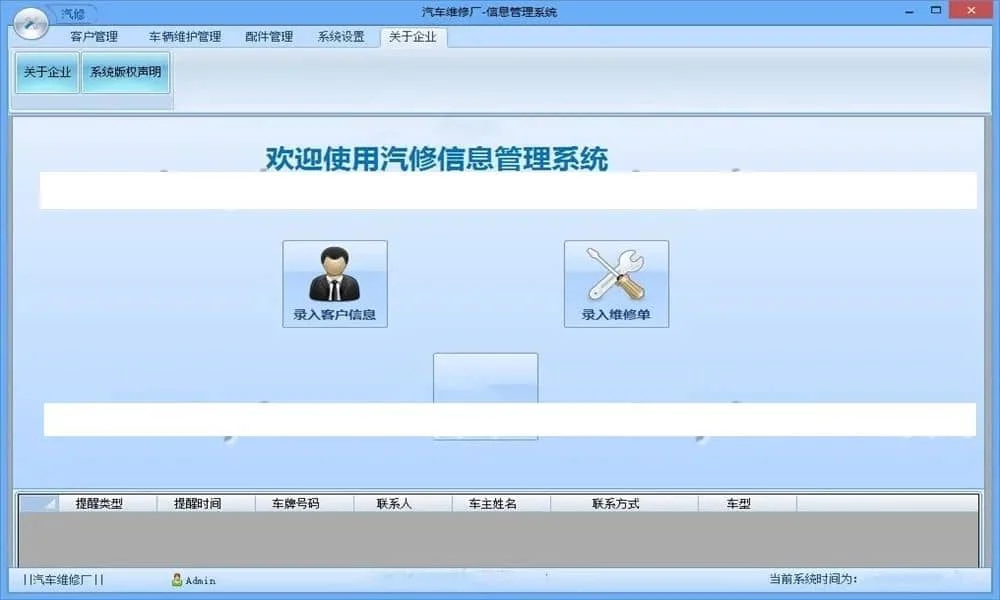 汽修
汽车维修厂-信息管理系统
客户管理 车辆维护管理 配件管理 系统设置 关于企业
关于企业 系统版权声明
欢迎使用汽修信息管理系统
录入客户信息 录入维修单
提醒类型 提醒时间 车牌号码 联系人 车主姓名 联系方式 车型
||汽车维修厂|| Admin 当前系统时间为: